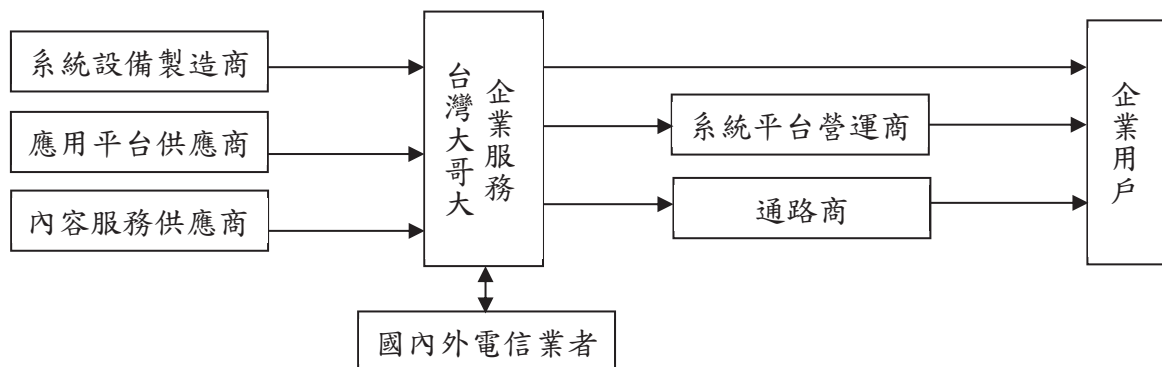 系統設備製造商
應用平台供應商
內容服務供應商
台灣大哥大
企業服務
系統平台營運商
通路商
企業用戶
國內外電信業者